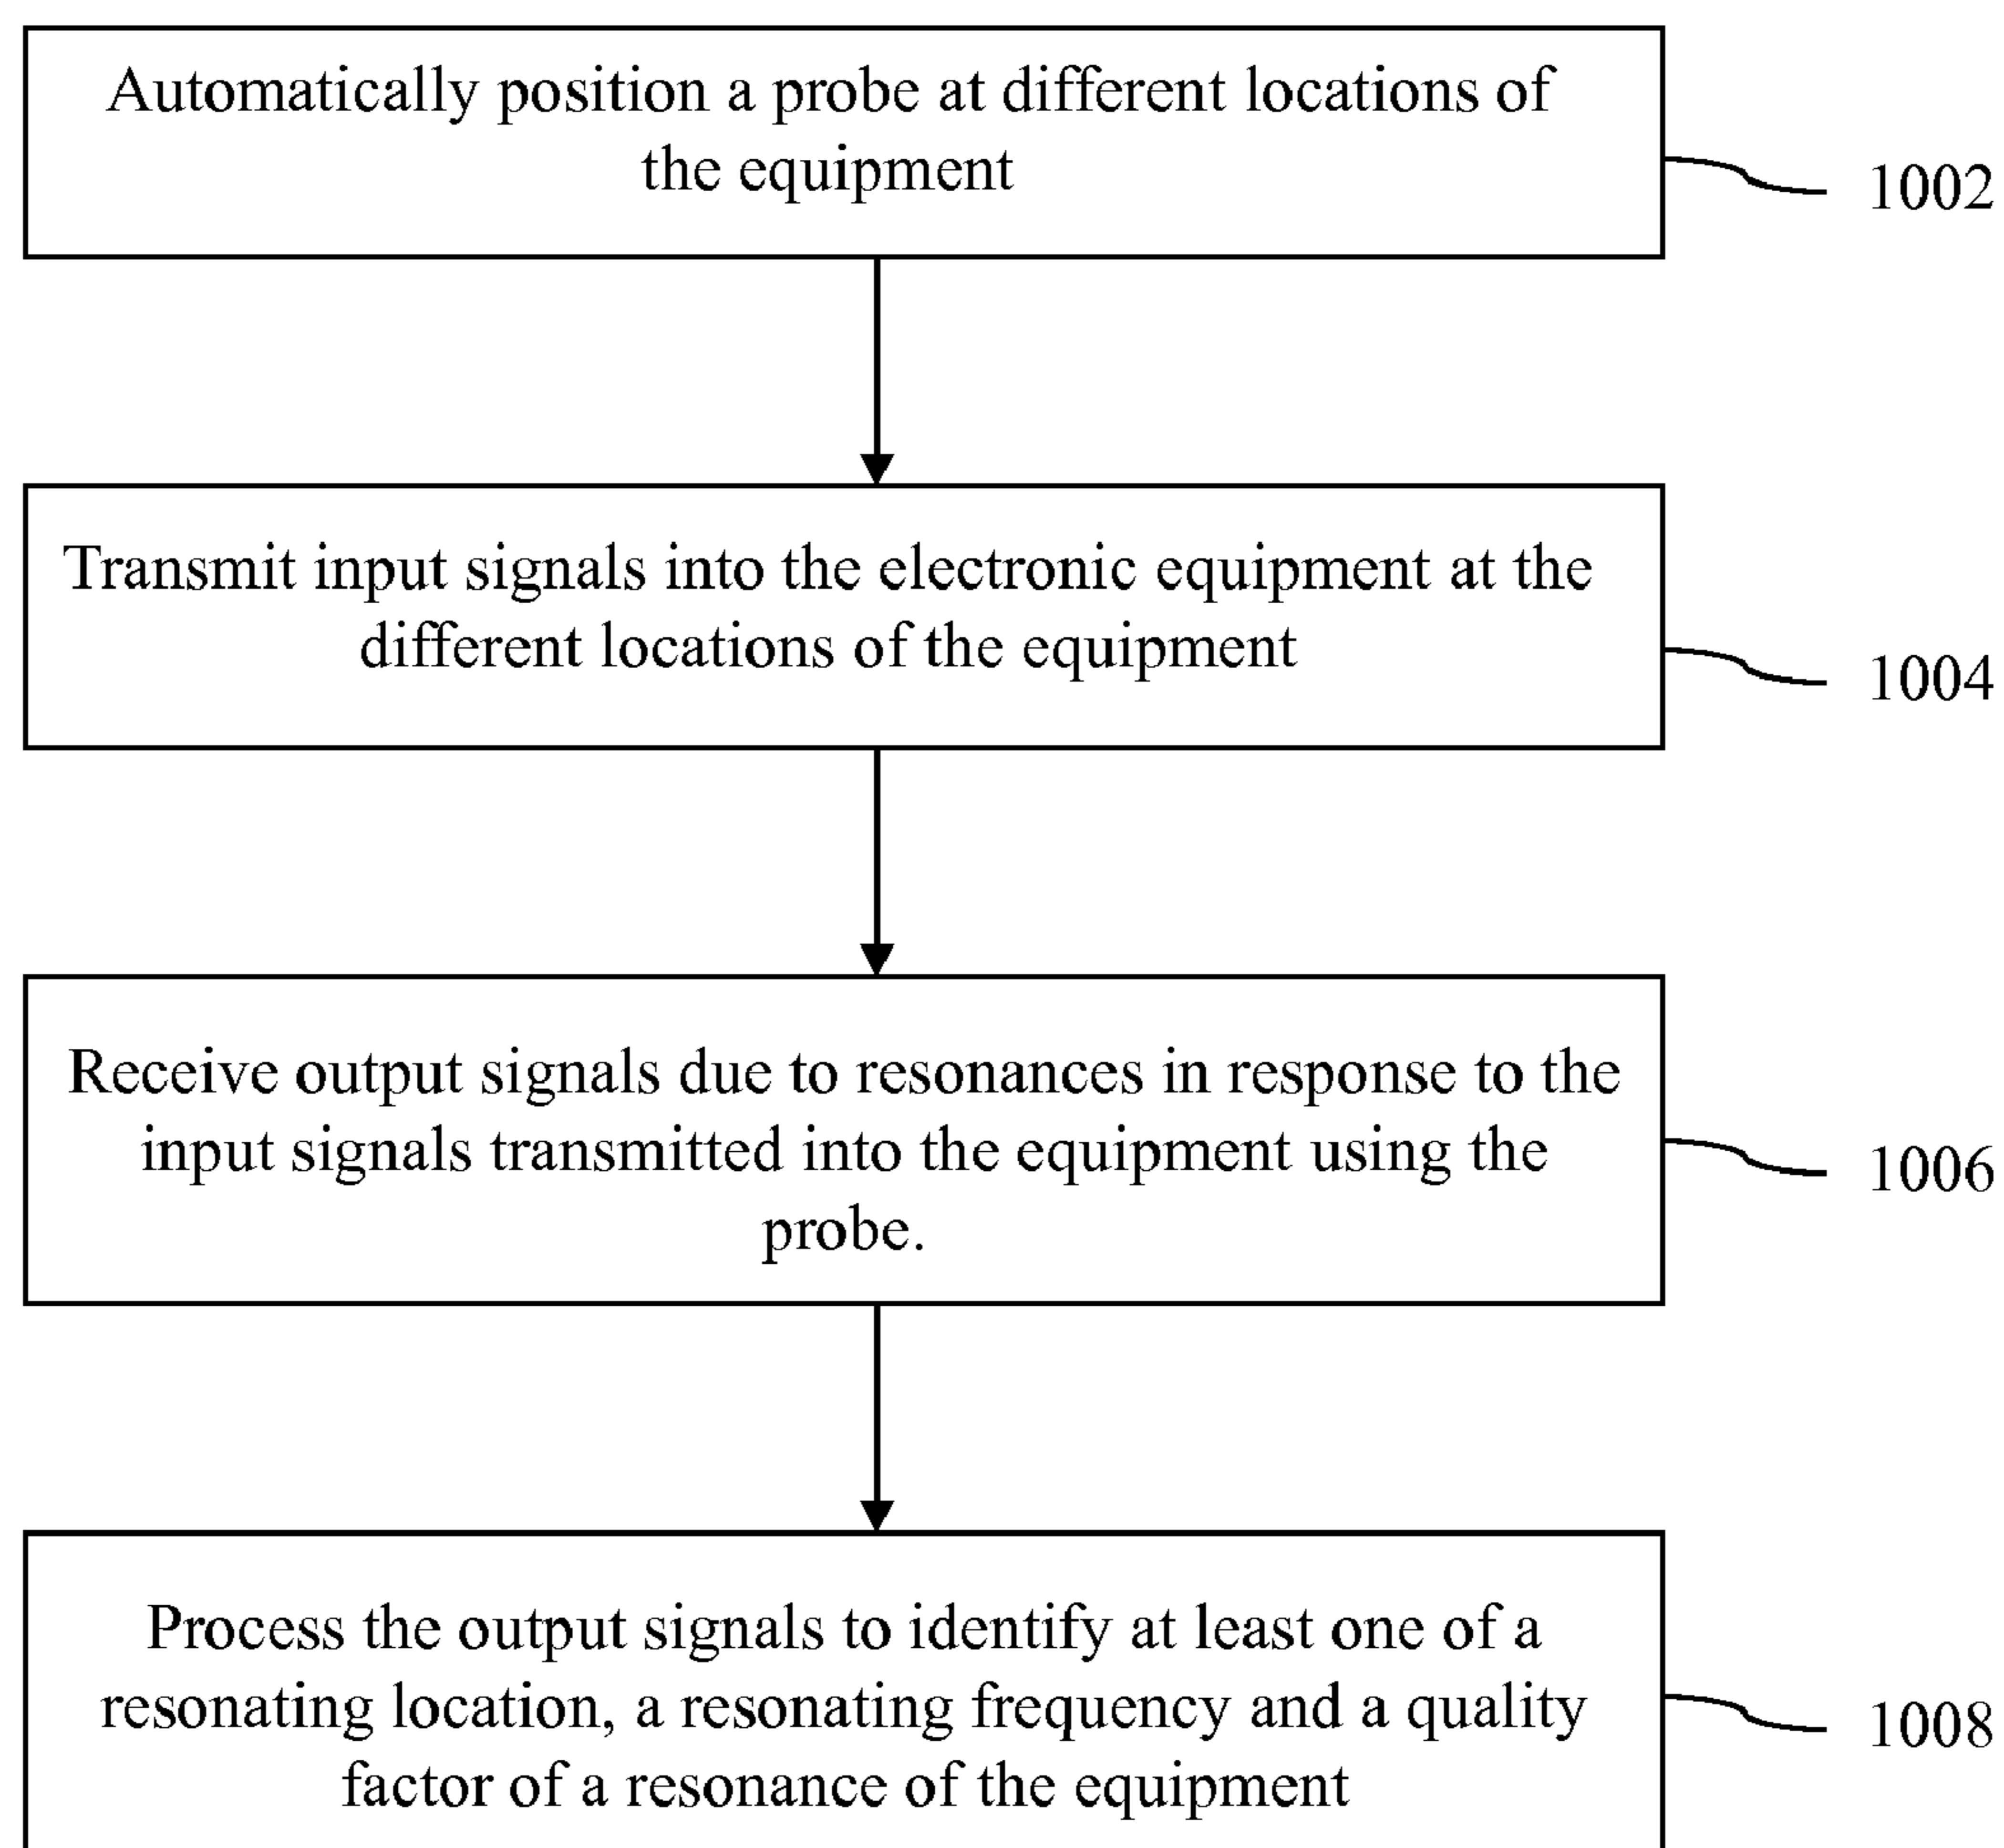 Automatically position a probe at different locations of
the equipment
1002
Transmit input signals into the electronic equipment at the
different locations of the equipment
1004
Receive output signals due to resonances in response to the
input signals transmitted into the equipment using the
probe.
1006
Process the output signals to identify at least one of a
resonating location, a resonating frequency and a quality
factor of a resonance of the equipment
1008